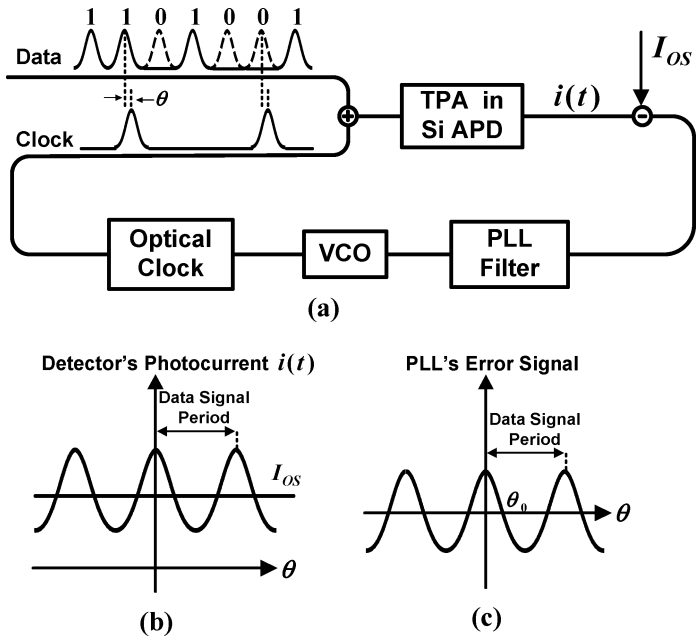 1 1 0 1 0 0 1
Data
θ
Clock
TPA in
Si APD
i(t)
I_OS
Optical
Clock
VCO
PLL
Filter
(a)
Detector's Photocurrent i(t)
Data Signal
Period
I_OS
θ
(b)
PLL's Error Signal
Data Signal
Period
θ₀
θ
(c)